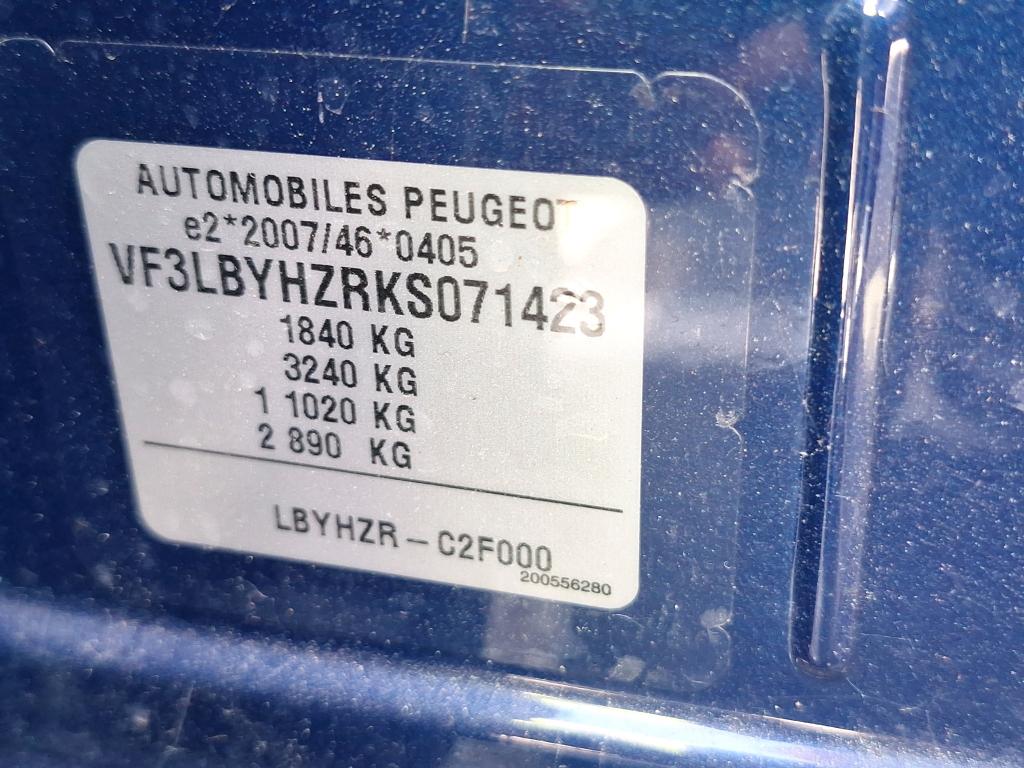 AUTOMOBILES PEUGEOT
e2*2007/46*0405
VF3LBYHZRKS071423
1840 KG
3240 KG
1 1020 KG
2 890 KG
LBYHZR - C2F000
200556280